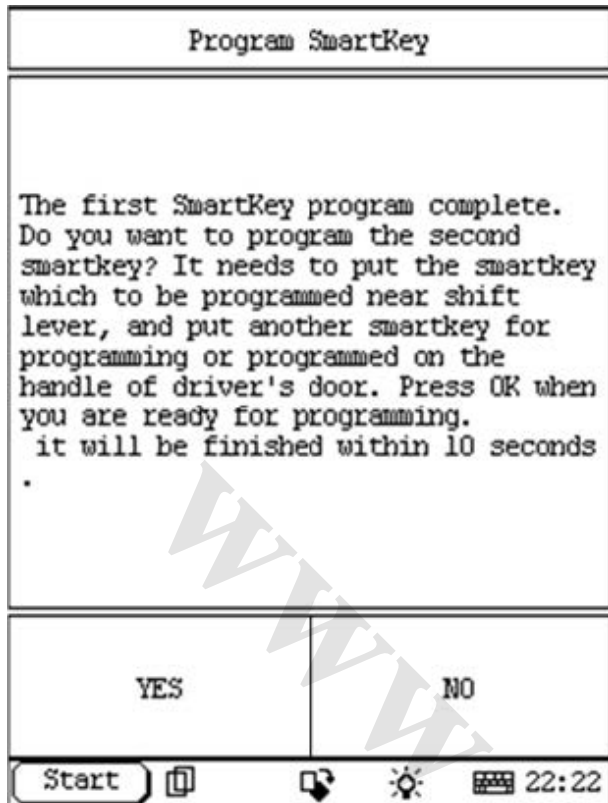 Program SmartKey
The first SmartKey program complete.
Do you want to program the second
smartkey? It needs to put the smartkey
which to be programmed near shift
lever, and put another smartkey for
programming or programmed on the
handle of driver's door. Press OK when
you are ready for programming.
it will be finished within 10 seconds
.
YES NO
Start 22:22
www